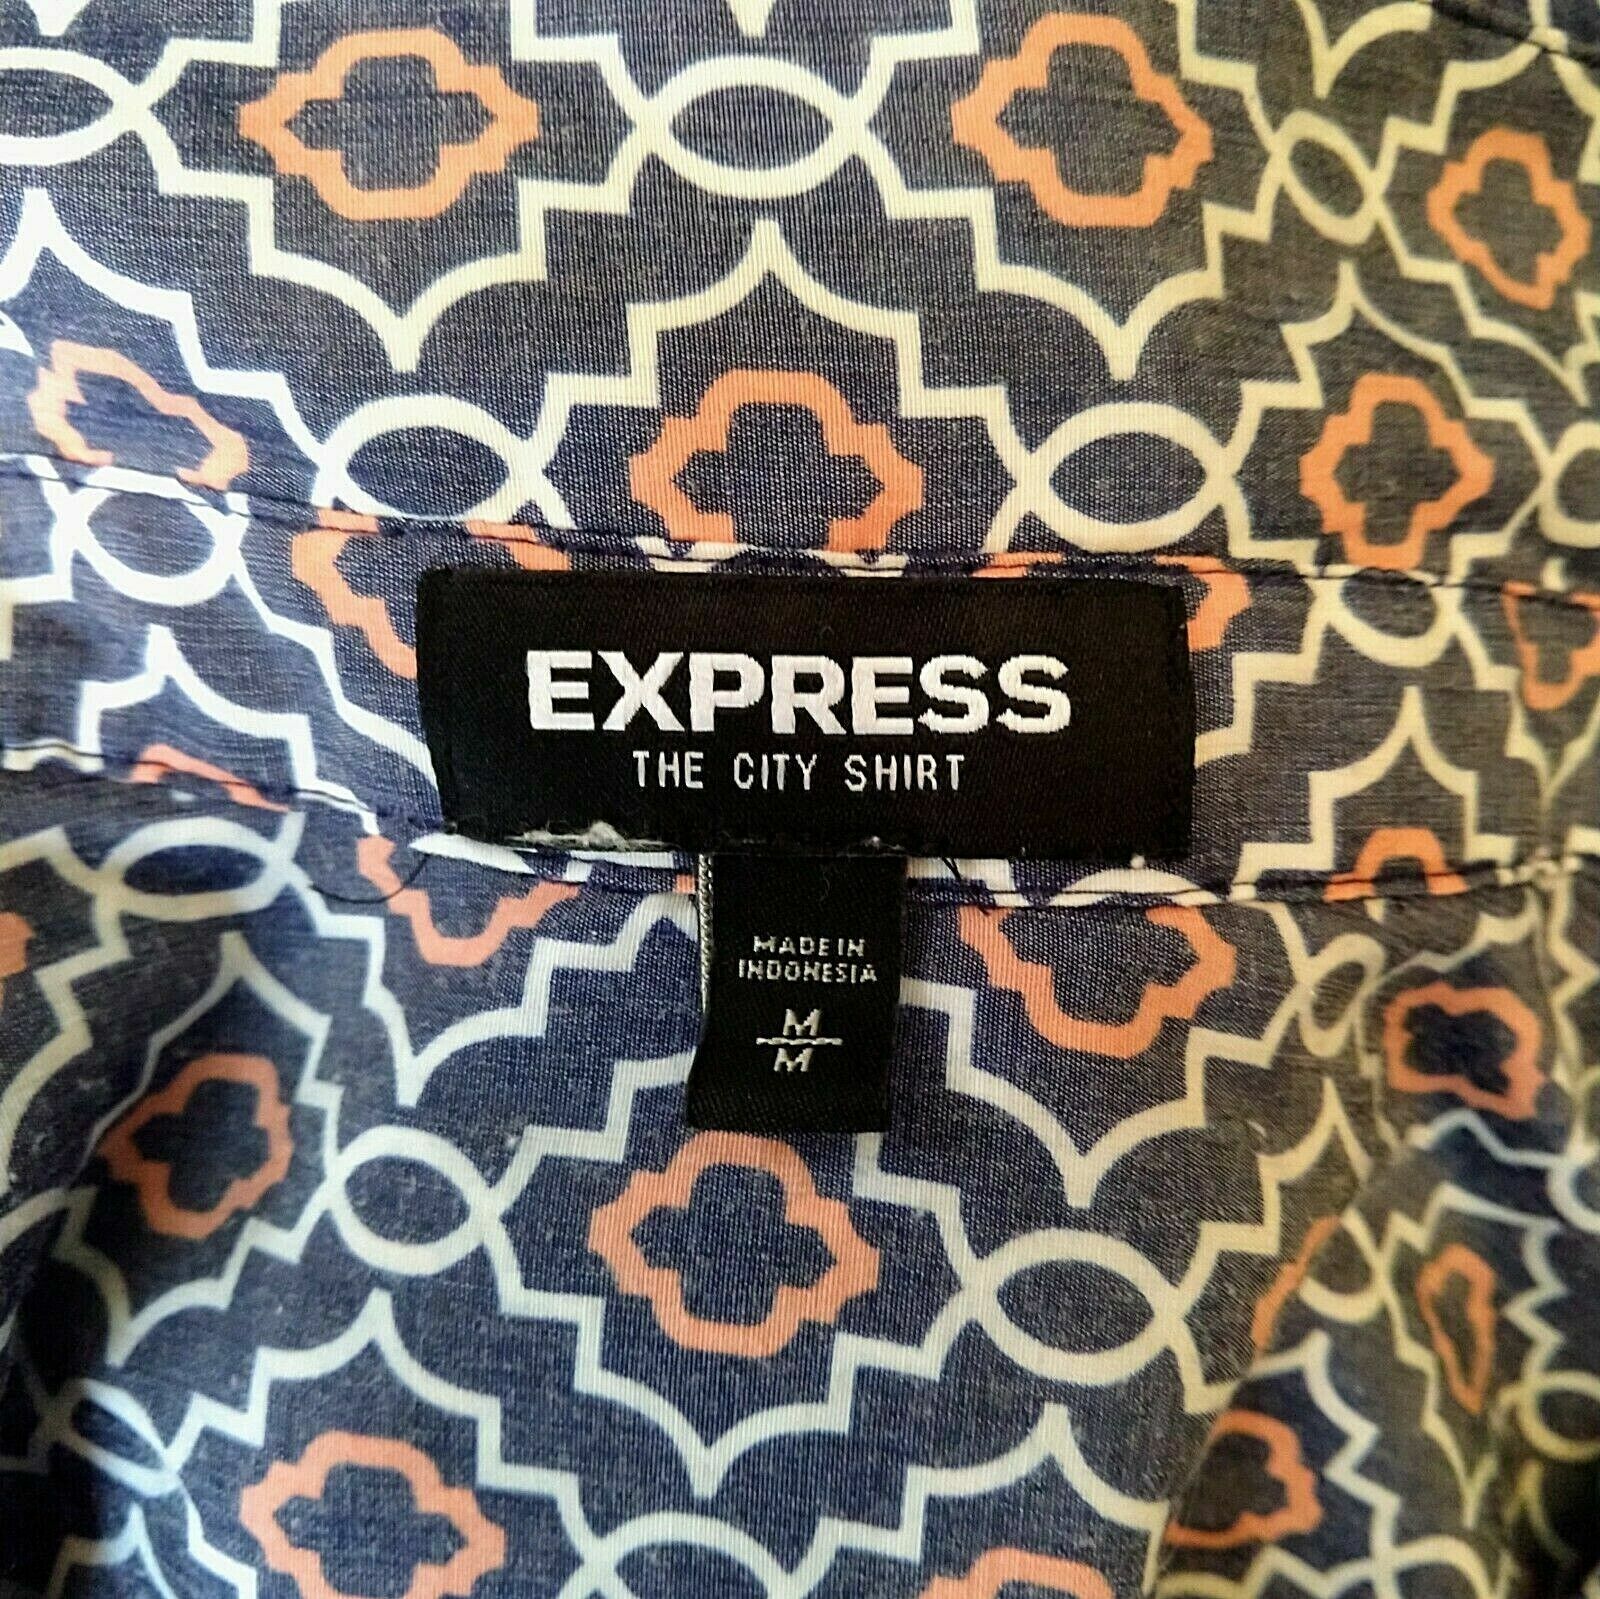 EXPRESS
THE CITY SHIRT
MADE IN
INDONESIA
M
M